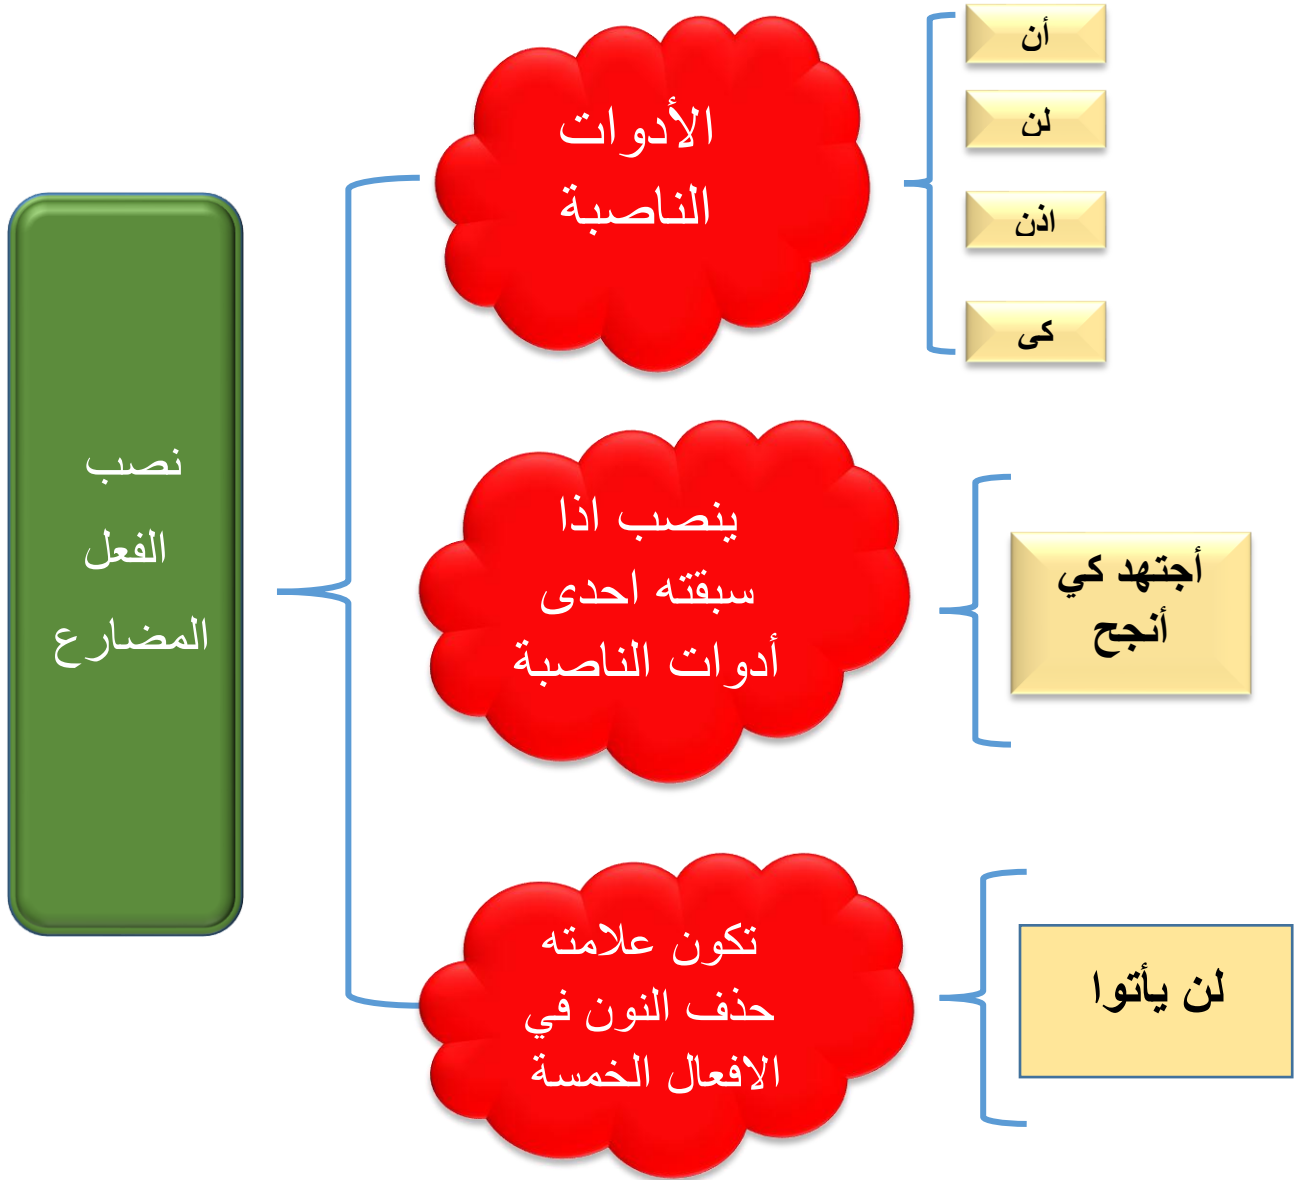 نصب
الفعل
المضارع
الأدوات
الناصبة
أن
لن
اذن
كى
ينصب اذا
سبقته احدى
أدوات الناصبة
أجتهد كي
أنجح
تكون علامته
حذف النون في
الافعال الخمسة
لن يأتوا